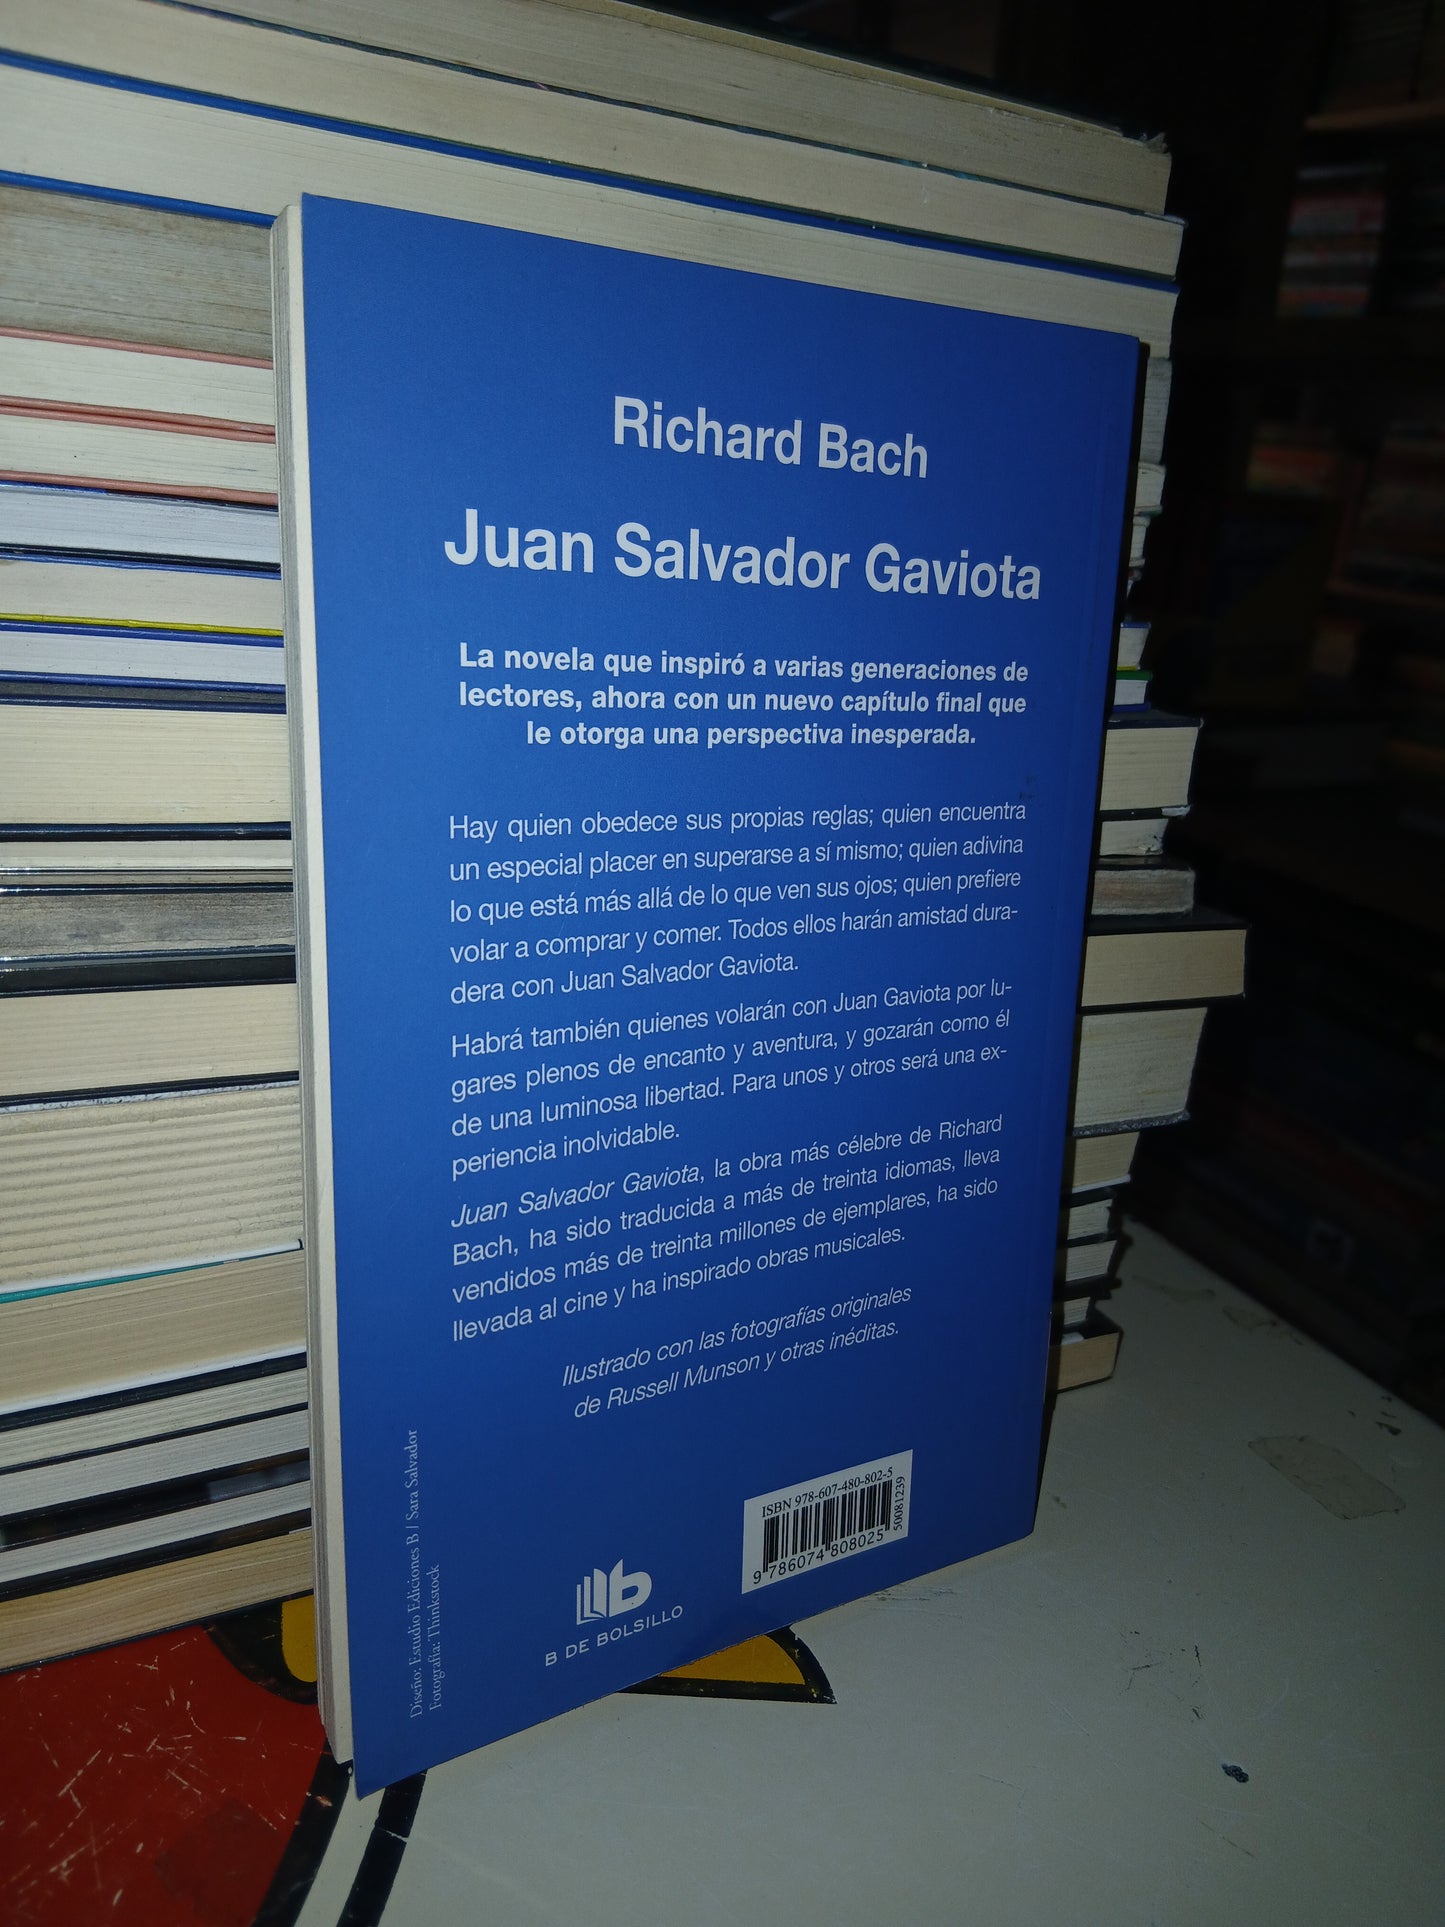 Richard Bach
Juan Salvador Gaviota
La novela que inspiró a varias generaciones de
lectores, ahora con un nuevo capítulo final que
le otorga una perspectiva inesperada.
Hay quien obedece sus propias reglas; quien encuentra
un especial placer en superarse a sí mismo; quien adivina
lo que está más allá de lo que ven sus ojos; quien prefiere
volar a comprar y comer. Todos ellos harán amistad dura-
dera con Juan Salvador Gaviota.
Habrá también quienes volarán con Juan Gaviota por lu-
gares plenos de encanto y aventura, y gozarán como él
de una luminosa libertad. Para unos y otros será una ex-
periencia inolvidable.
Juan Salvador Gaviota, la obra más célebre de Richard
Bach, ha sido traducida a más de treinta idiomas, lleva
vendidos más de treinta millones de ejemplares, ha sido
llevada al cine y ha inspirado obras musicales.
Ilustrado con las fotografías originales
de Russell Munson y otras inéditas.
Diseño: Estudio Ediciones B / Sara Salvador
Fotografía: Thinkstock
b
B DE BOLSILLO
ISBN 978-607-480-802-5
9 786074 808025
50081239